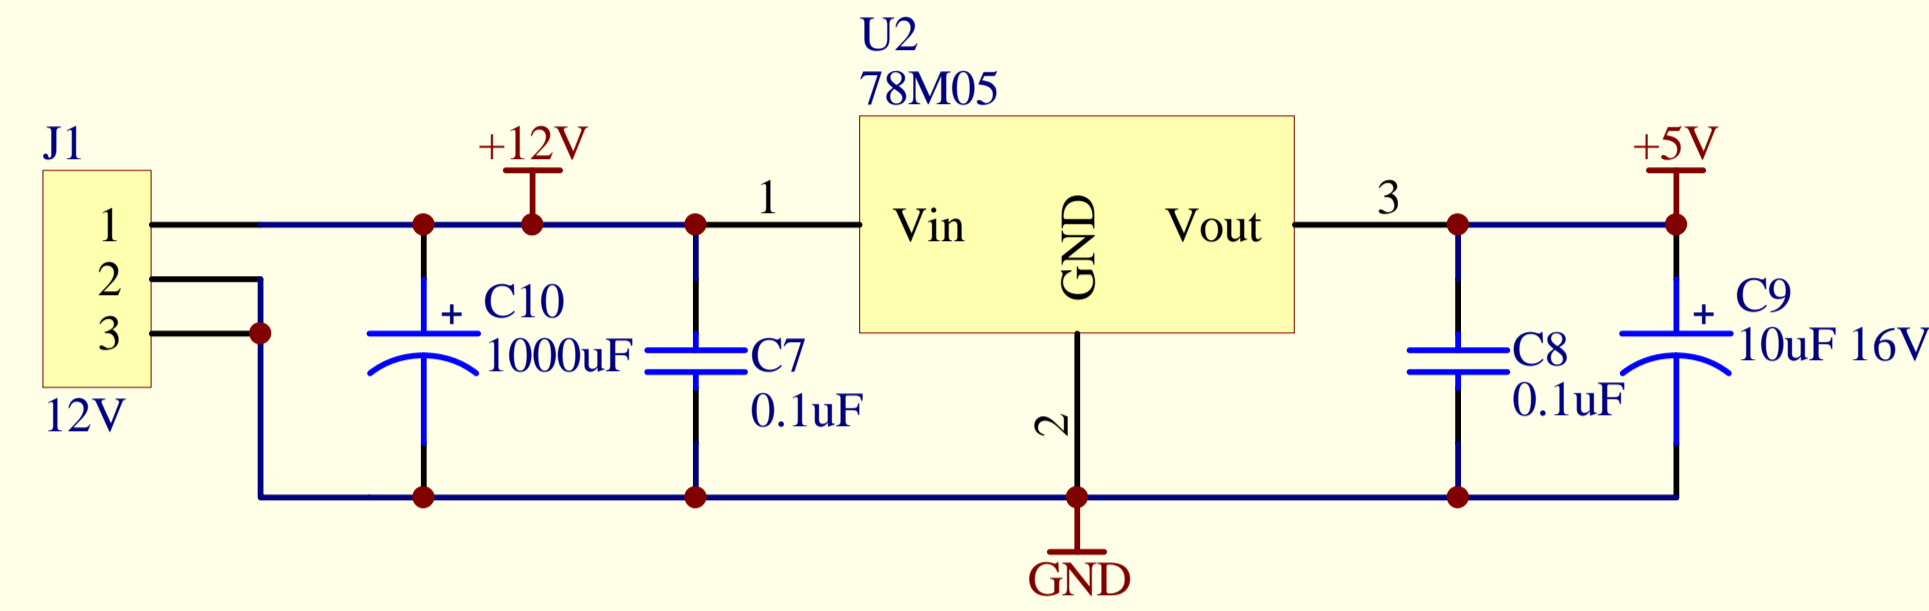 U2
78M05
J1
+12V
+5V
1
2
3
12V
1
Vin
GND
Vout
3
2
+
C10
1000uF
C7
0.1uF
C8
0.1uF
+
C9
10uF 16V
GND